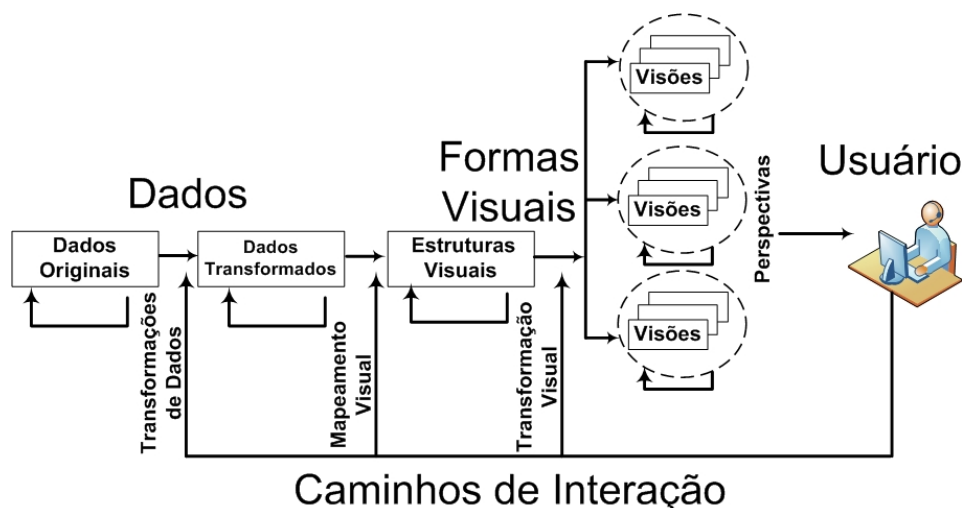 Dados
Formas
Visuais
Usuário
Dados
Originais
Dados
Transformados
Estruturas
Visuais
Visões
Visões
Visões
Perspectivas
Transformações
de Dados
Mapeamento
Visual
Transformação
Visual
Caminhos de Interação